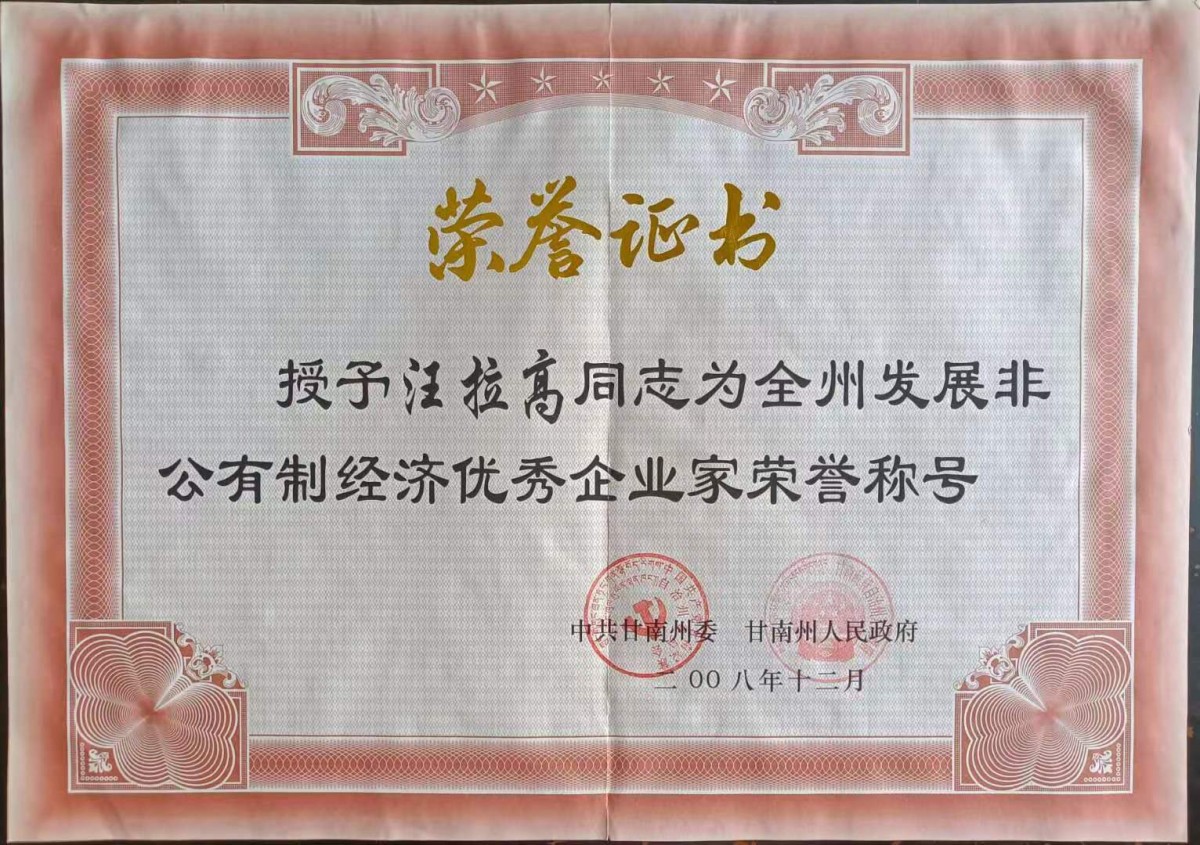 荣誉证书
授予汪拉高同志为全州发展非
公有制经济优秀企业家荣誉称号
中共甘南州委 甘南州人民政府
二00八年十二月